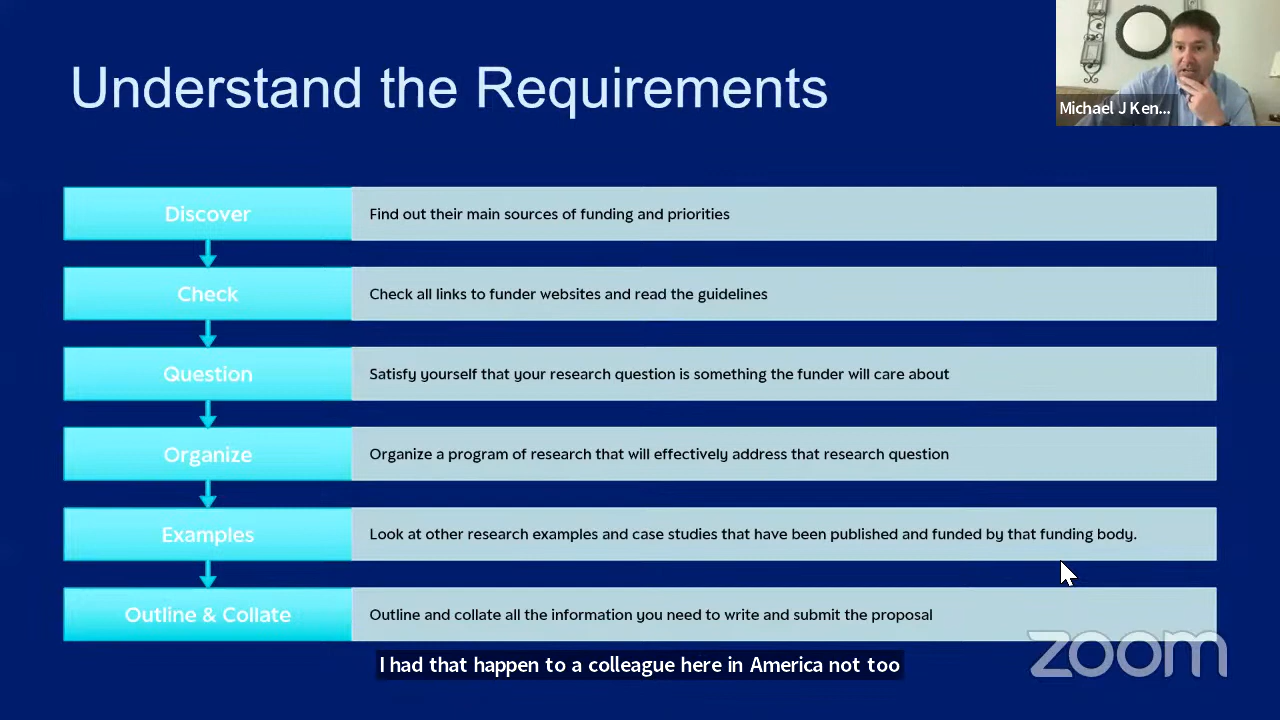 Understand the Requirements
Michael J Ken...
Discover
Find out their main sources of funding and priorities
Check
Check all links to funder websites and read the guidelines
Question
Satisfy yourself that your research question is something the funder will care about
Organize
Organize a program of research that will effectively address that research question
Examples
Look at other research examples and case studies that have been published and funded by that funding body.
Outline & Collate
Outline and collate all the information you need to write and submit the proposal
zoom
I had that happen to a colleague here in America not too